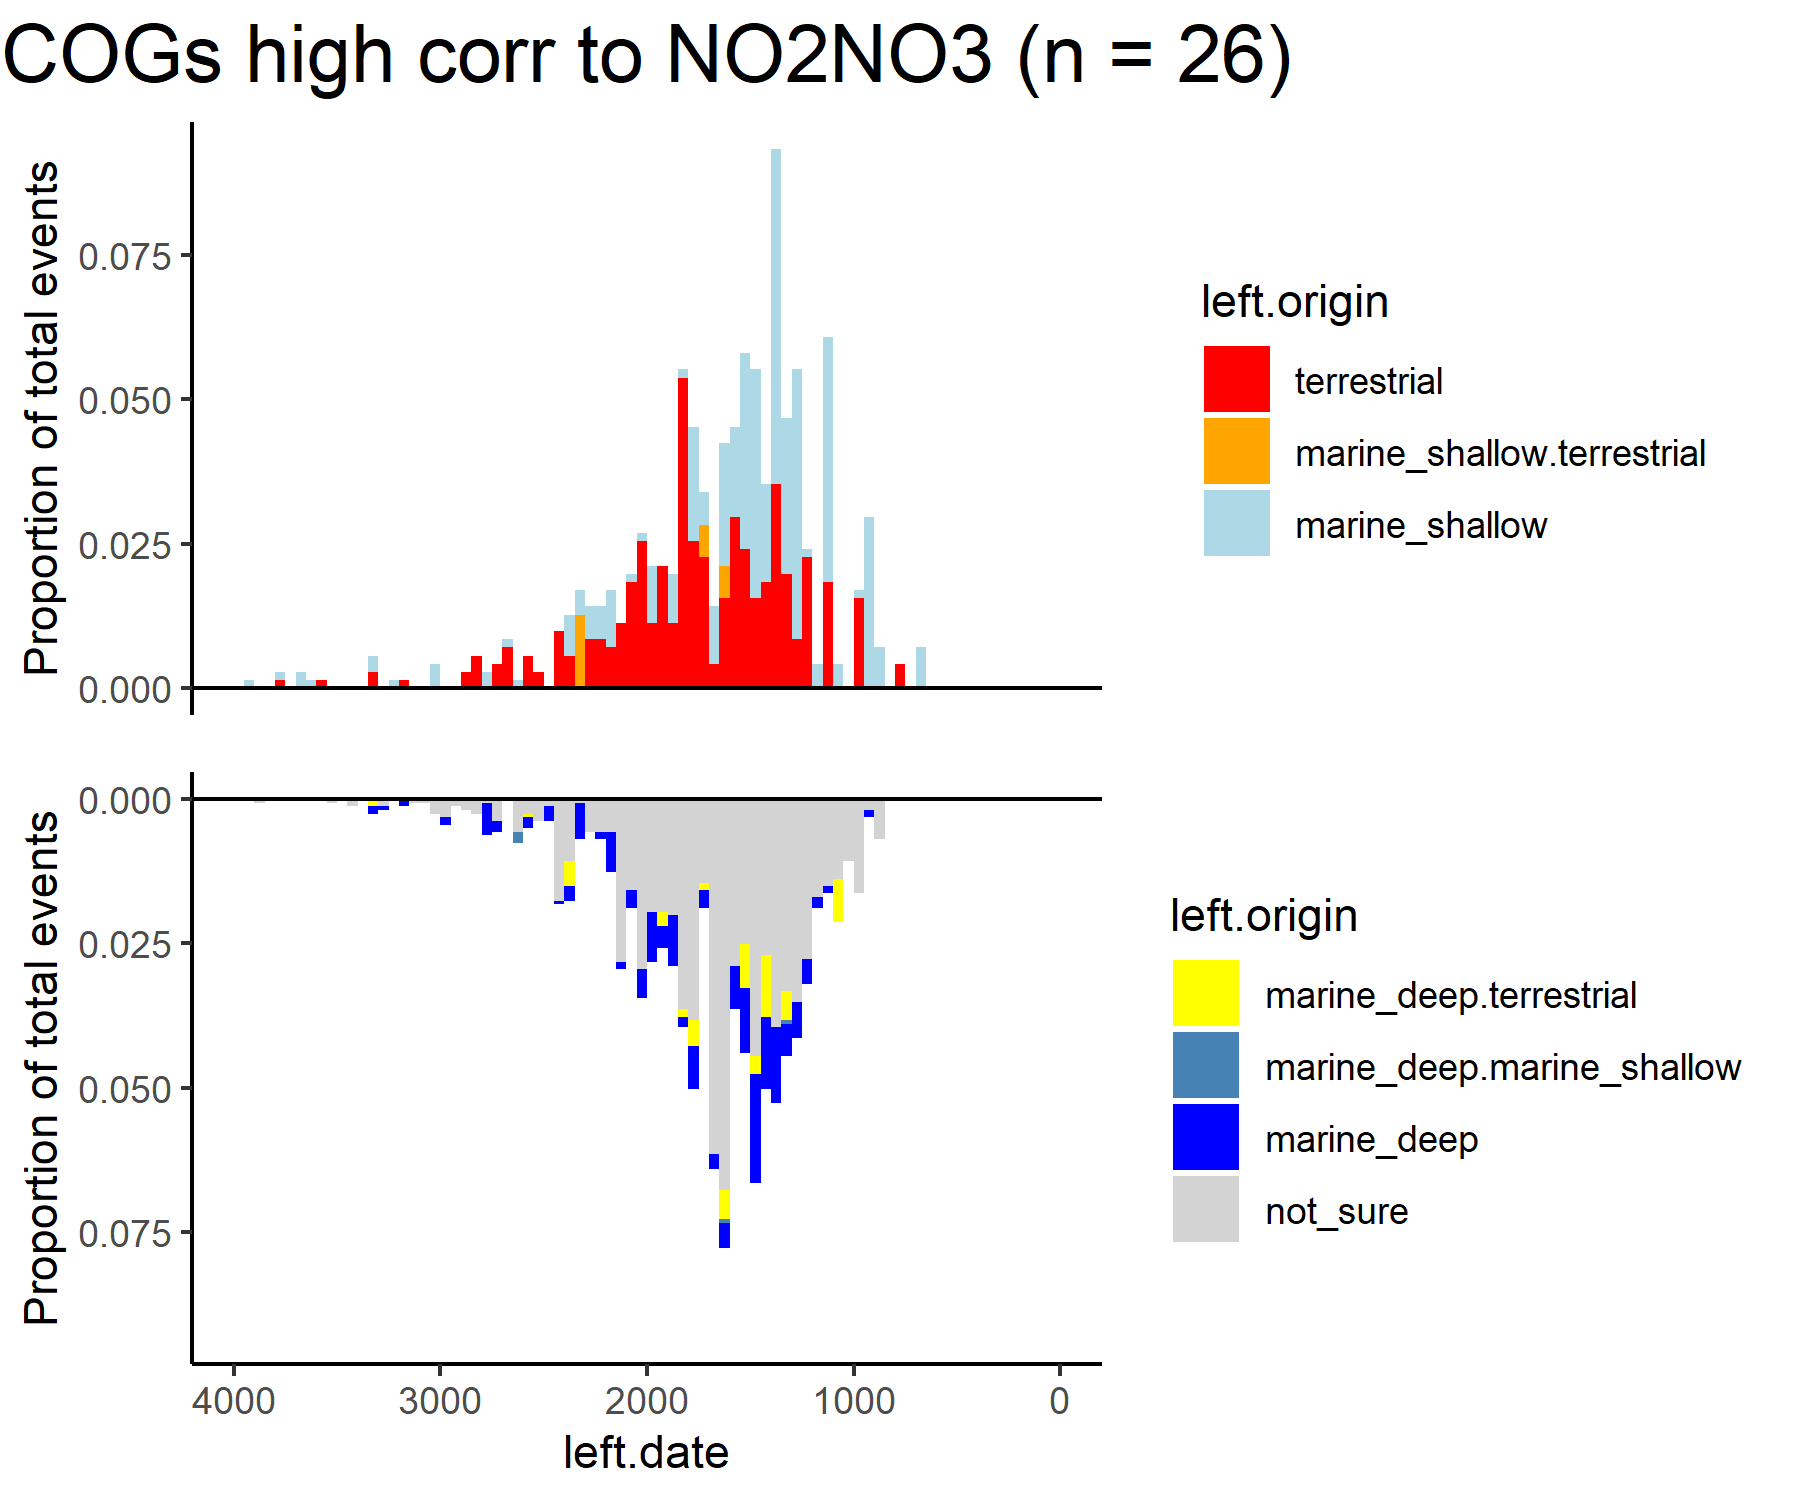 COGs high corr to NO2NO3 (n = 26)
Proportion of total events
0.075
0.050
0.025
0.000
left.origin
terrestrial
marine_shallow.terrestrial
marine_shallow
Proportion of total events
0.000
0.025
0.050
0.075
left.origin
marine_deep.terrestrial
marine_deep.marine_shallow
marine_deep
not_sure
4000 3000 2000 1000 0
left.date